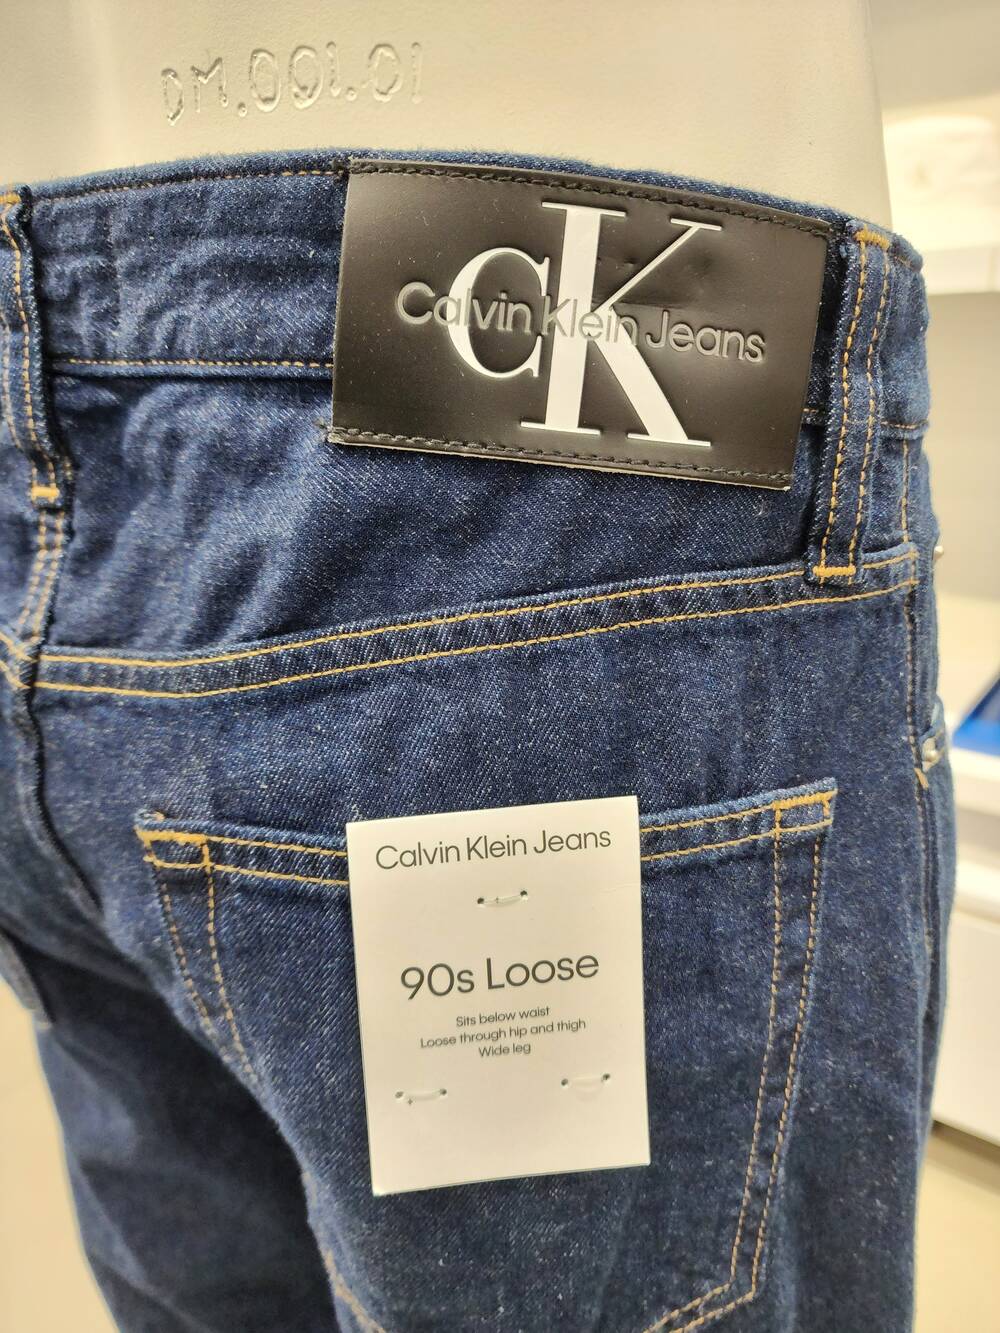 DM.001.01
CK
Calvin Klein Jeans
Calvin Klein Jeans
90s Loose
Sits below waist
Loose through hip and thigh
Wide leg